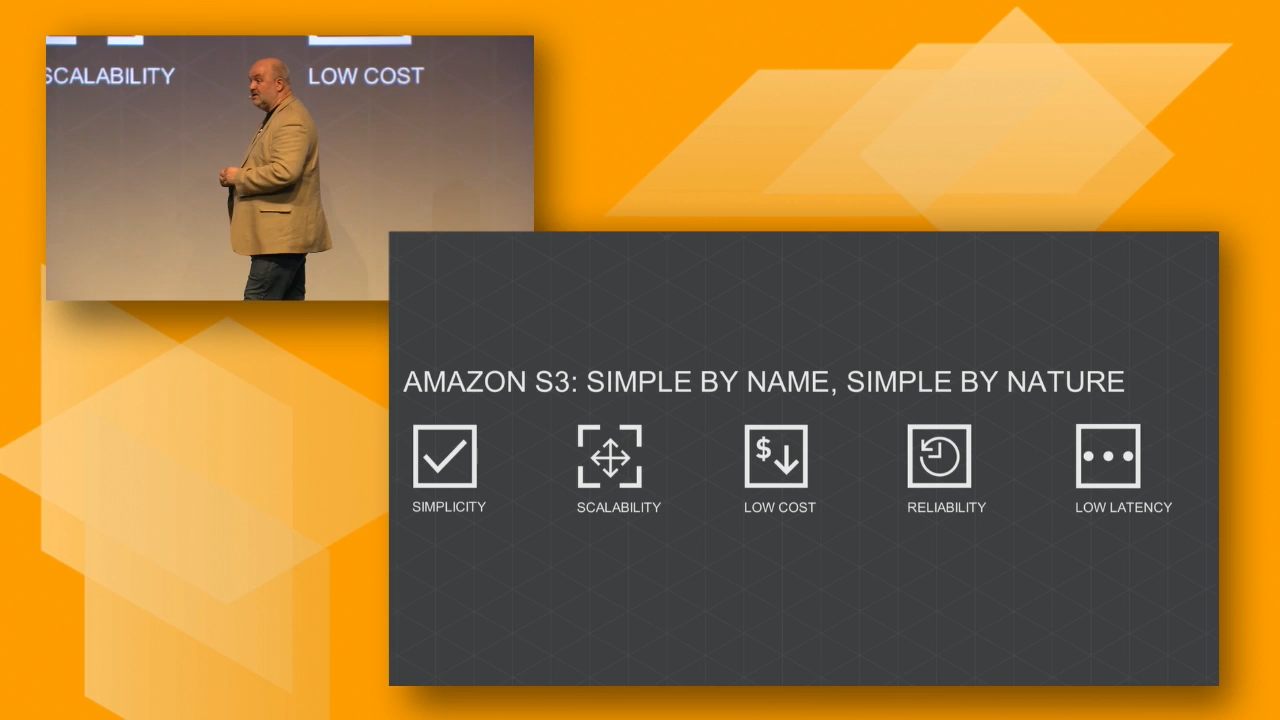 SCALABILITY
LOW COST
AMAZON S3: SIMPLE BY NAME, SIMPLE BY NATURE
$
SIMPLICITY
SCALABILITY
LOW COST
RELIABILITY
LOW LATENCY